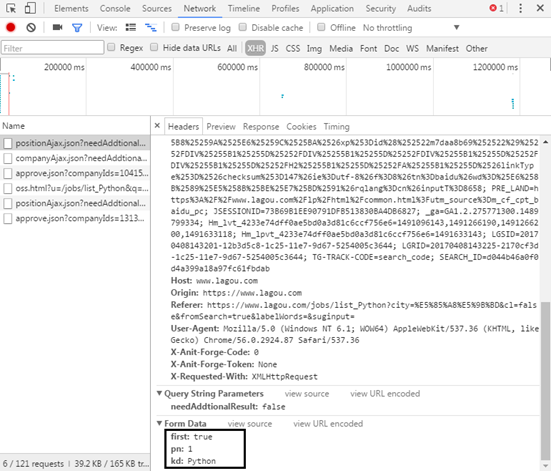 Elements Console Sources Network Timeline Profiles Application Security Audits 1
View: Preserve log Disable cache Offline No throttling
Filter Regex Hide data URLs All XHR JS CSS Img Media Font Doc WS Manifest Other
200000 ms 400000 ms 600000 ms 800000 ms 1000000 ms 1200000 ms
Name
positionAjax.json?needAddtional...
companyAjax.json?needAddtional...
approve.json?companyIds=10415...
oss.html?u=/jobs/list_Python&q=...
positionAjax.json?needAddtional...
approve.json?companyIds=1313...
6 / 121 requests | 39.2 KB / 165 KB tr...
Headers Preview Response Cookies Timing
5B8%25259A%2525E6%25259C%2525BA%2526xp%253Did%28%252522m7daa8b69%252522%29%252
52FDIV%25255B1%25255D%25252FDIV%25255B1%25255D%25252FDIV%25255B1%25255D%25252F
DIV%25255B1%25255D%25252FH2%25255B1%25255D%25252FA%25255B1%25255D%2526linkTyp
e%253D%2526checksum%253D147%26ie%3Dutf-8%26f%3D8%26tn%3Dbaidu%26wd%3D%25E6%258
B%2589%25E5%258B%25BE%25E7%25BD%2591%26rqlang%3Dcn%26inputT%3D8658; PRE_LAND=h
ttps%3A%2F%2Fwww.lagou.com%2Flp%2Fhtml%2Fcommon.html%3Futm_source%3Dm_cf_cpt_b
aidu_pc; JSESSIONID=73B69B1EE90791DFB513830BA4DB6827; _ga=GA1.2.275771300.1489
799334; Hm_lvt_4233e74dff0ae5bd0a3d81c6ccf756e6=1491096143,1491266190,14912662
00,1491633118; Hm_lpvt_4233e74dff0ae5bd0a3d81c6ccf756e6=1491633143; LGSID=2017
0408143201-12b3d5c8-1c25-11e7-9d67-5254005c3644; LGRID=20170408143225-2170cf3d
-1c25-11e7-9d67-5254005c3644; TG-TRACK-CODE=search_code; SEARCH_ID=d044b46a0f0
d4a399a18a97fc61fbdab
Host: www.lagou.com
Origin: https://www.lagou.com
Referer: https://www.lagou.com/jobs/list_Python?city=%E5%85%A8%E5%9B%BD&cl=fals
e&fromSearch=true&labelWords=&suginput=
User-Agent: Mozilla/5.0 (Windows NT 6.1; WOW64) AppleWebKit/537.36 (KHTML, like
Gecko) Chrome/56.0.2924.87 Safari/537.36
X-Anit-Forge-Code: 0
X-Anit-Forge-Token: None
X-Requested-With: XMLHttpRequest
Query String Parameters view source view URL encoded
needAddtionalResult: false
Form Data view source view URL encoded
first: true
pn: 1
kd: Python